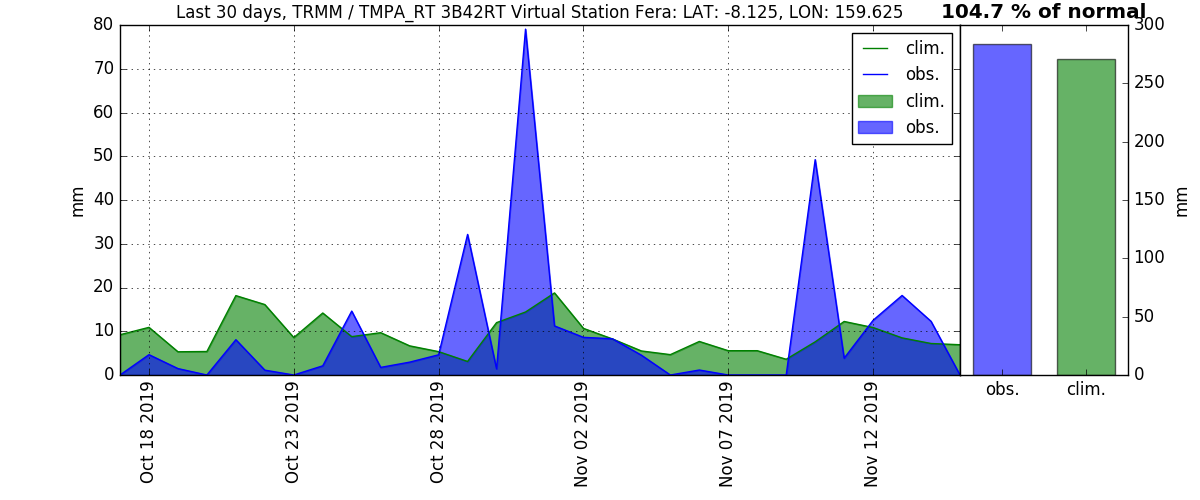 Last 30 days, TRMM / TMPA_RT 3B42RT Virtual Station Fera: LAT: -8.125, LON: 159.625
104.7 % of normal
80
70
60
50
40
30
20
10
0
mm
clim.
obs.
clim.
obs.
Oct 18 2019
Oct 23 2019
Oct 28 2019
Nov 02 2019
Nov 07 2019
Nov 12 2019
300
250
200
150
100
50
0
mm
obs.
clim.